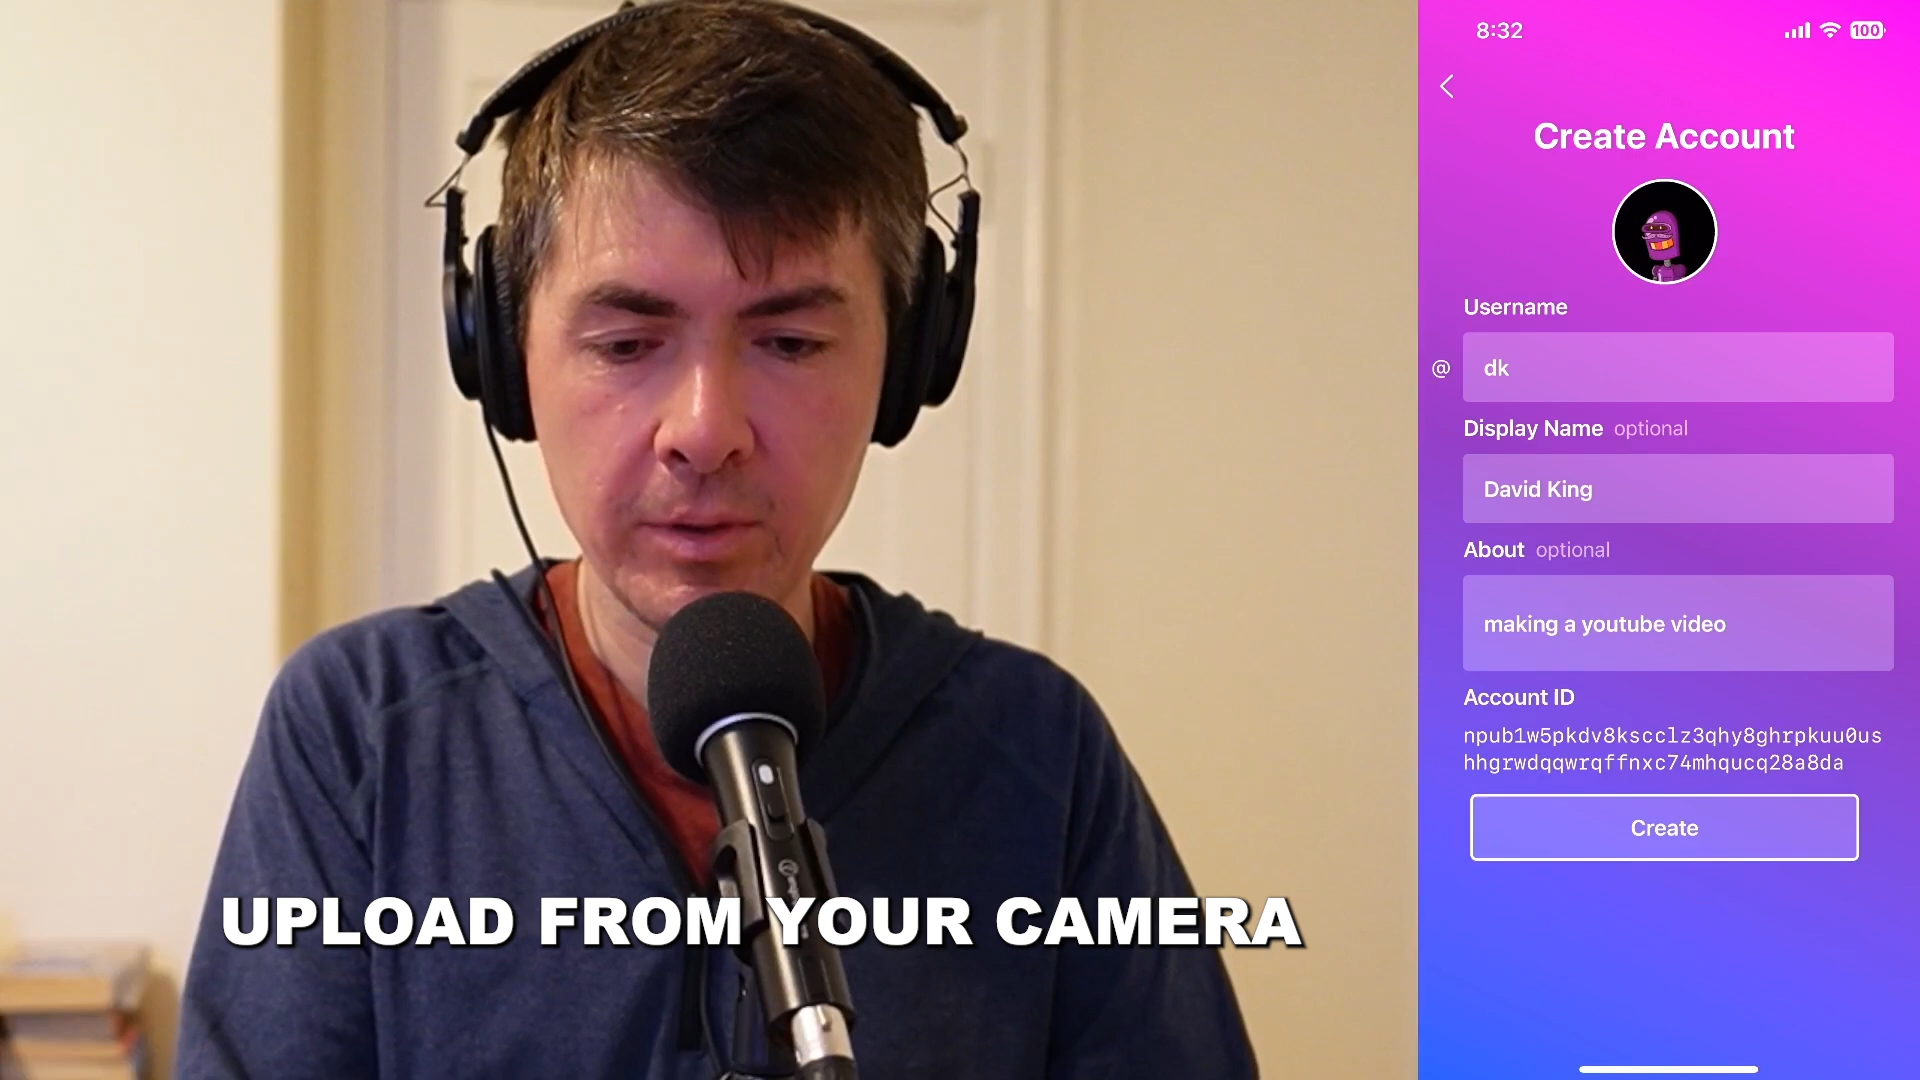 8:32
100
Create Account
Username
@ dk
Display Name optional
David King
About optional
making a youtube video
Account ID
npub1w5pkdv8kscclz3qhy8ghrpkuu0us
hhgrwdqqwrqffnxc74mhqucq28a8da
Create
UPLOAD FROM YOUR CAMERA